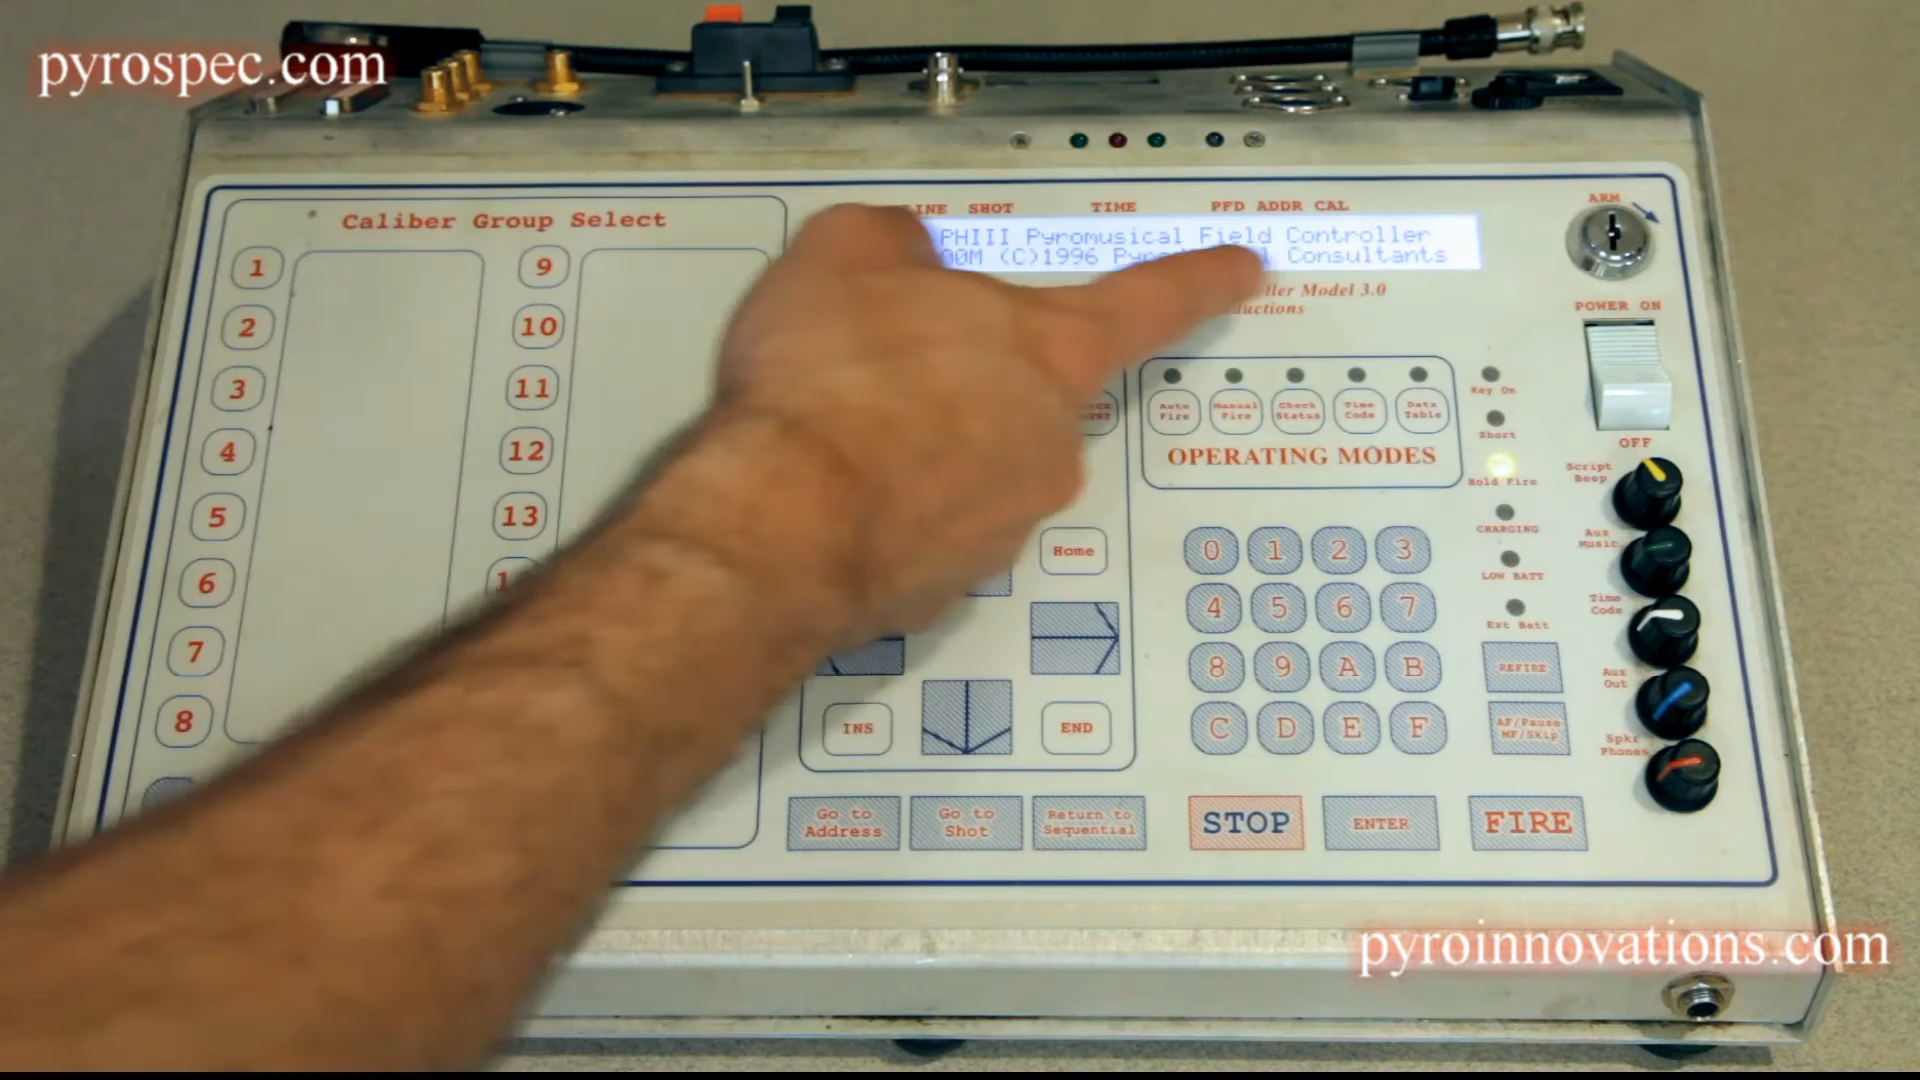 pyrospec.com
LINE SHOT TIME PFD ADDR CAL
ARM
PHIII Pyromusical Field Controller
(C)1996 Consultants
Model 3.0
Caliber Group Select
1
2
3
4
5
6
7
8
9
10
11
12
13
POWER ON
OFF
Auto Fire
Manual Fire
Check Status
Time Code
Data Table
OPERATING MODES
Key On
Short
Hold Fire
CHARGING
LOW BATT
Ext Batt
Script Beep
Aux Music
Time Code
Aux Out
Spkr Phones
Home
INS
END
0 1 2 3
4 5 6 7
8 9 A B
C D E F
REFIRE
AF/Pause
MF/Skip
Go to
Address
Go to
Shot
Return to
Sequential
STOP
ENTER
FIRE
pyroinnovations.com